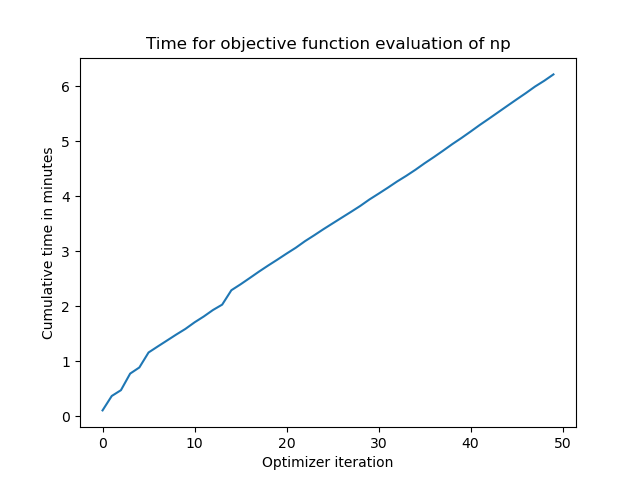 Time for objective function evaluation of np
Cumulative time in minutes
6
5
4
3
2
1
0
0 10 20 30 40 50
Optimizer iteration